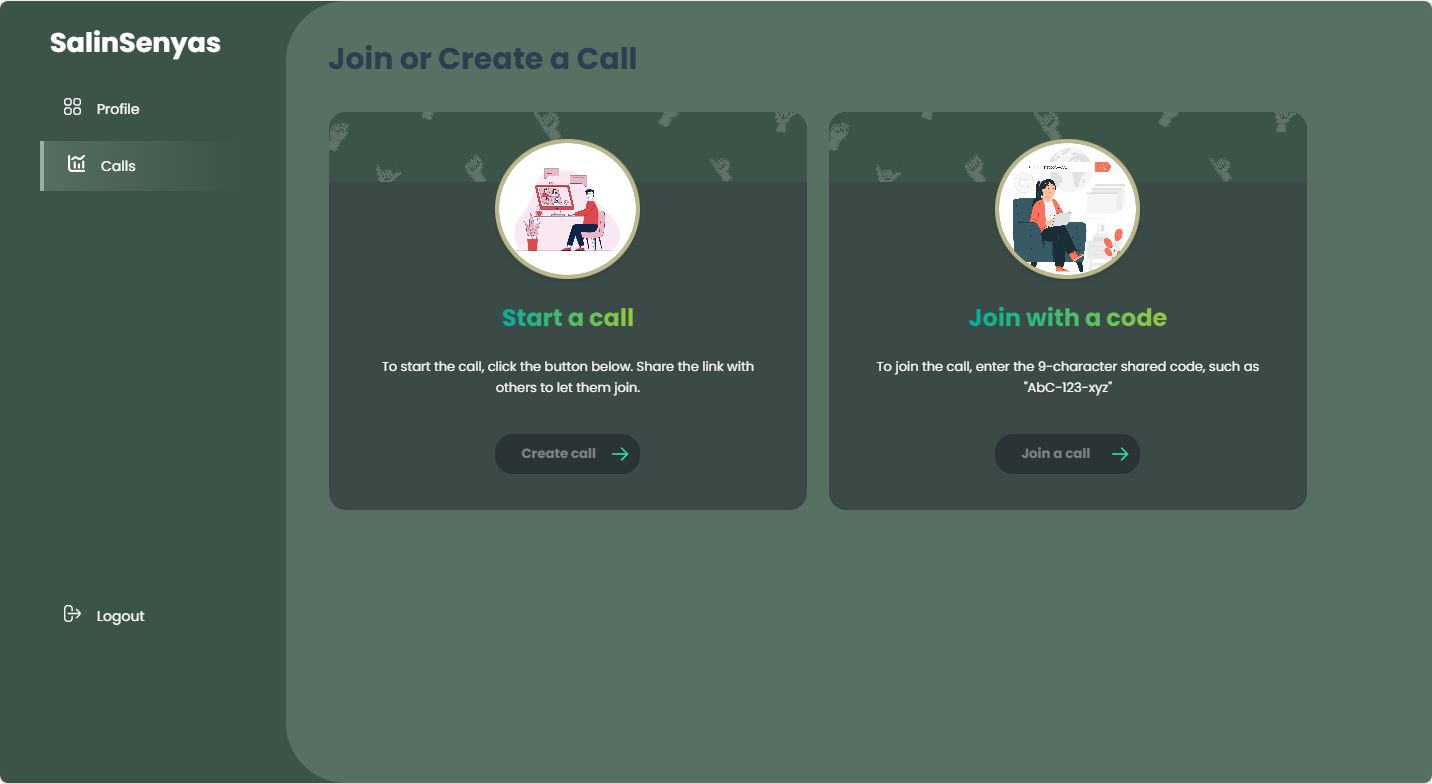 SalinSenyas
Profile
Calls
Logout
Join or Create a Call
Start a call
To start the call, click the button below. Share the link with
others to let them join.
Create call
Join with a code
To join the call, enter the 9-character shared code, such as
"AbC-123-xyz"
Join a call